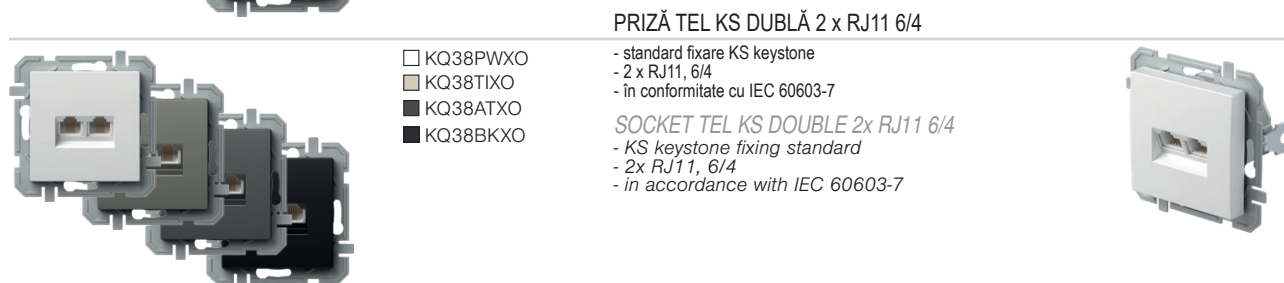 PRIZĂ TEL KS DUBLĂ 2 x RJ11 6/4
KQ38PWXO
KQ38TIXO
KQ38ATXO
KQ38BKXO
- standard fixare KS keystone
- 2 x RJ11, 6/4
- în conformitate cu IEC 60603-7
SOCKET TEL KS DOUBLE 2x RJ11 6/4
- KS keystone fixing standard
- 2x RJ11, 6/4
- in accordance with IEC 60603-7